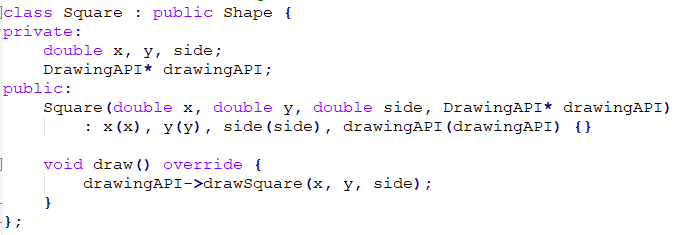 class Square : public Shape {
private:
    double x, y, side;
    DrawingAPI* drawingAPI;
public:
    Square(double x, double y, double side, DrawingAPI* drawingAPI)
        : x(x), y(y), side(side), drawingAPI(drawingAPI) {}

    void draw() override {
        drawingAPI->drawSquare(x, y, side);
    }
};